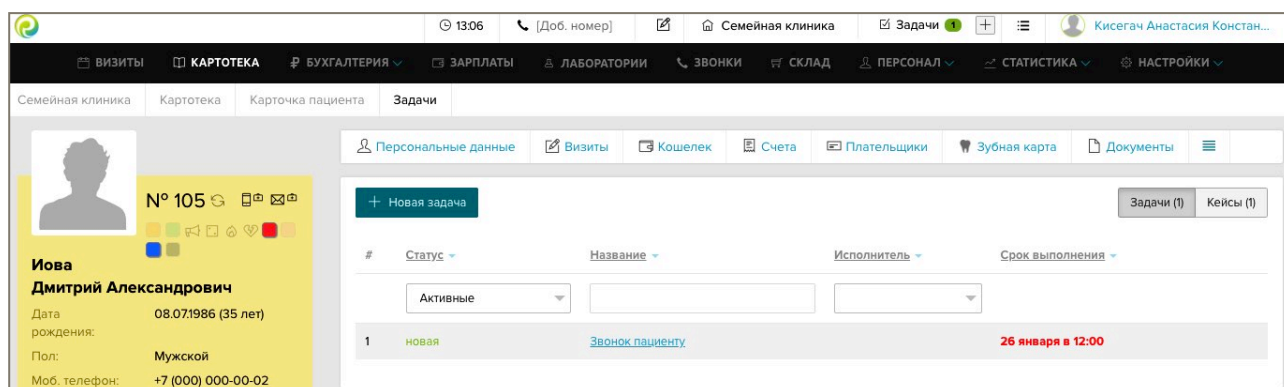 13:06 [Доб. номер] Семейная клиника Задачи 1 Кисегач Анастасия Констан...
ВИЗИТЫ КАРТОТЕКА БУХГАЛТЕРИЯ ЗАРПЛАТЫ ЛАБОРАТОРИИ ЗВОНКИ СКЛАД ПЕРСОНАЛ СТАТИСТИКА НАСТРОЙКИ
Семейная клиника Картотека Карточка пациента Задачи
Персональные данные Визиты Кошелек Счета Плательщики Зубная карта Документы
№ 105
+ Новая задача Задачи (1) Кейсы (1)
# Статус Название Исполнитель Срок выполнения
Иова
Дмитрий Александрович
Активные
Дата рождения: 08.07.1986 (35 лет)
1 новая Звонок пациенту 26 января в 12:00
Пол: Мужской
Моб. телефон: +7 (000) 000-00-02